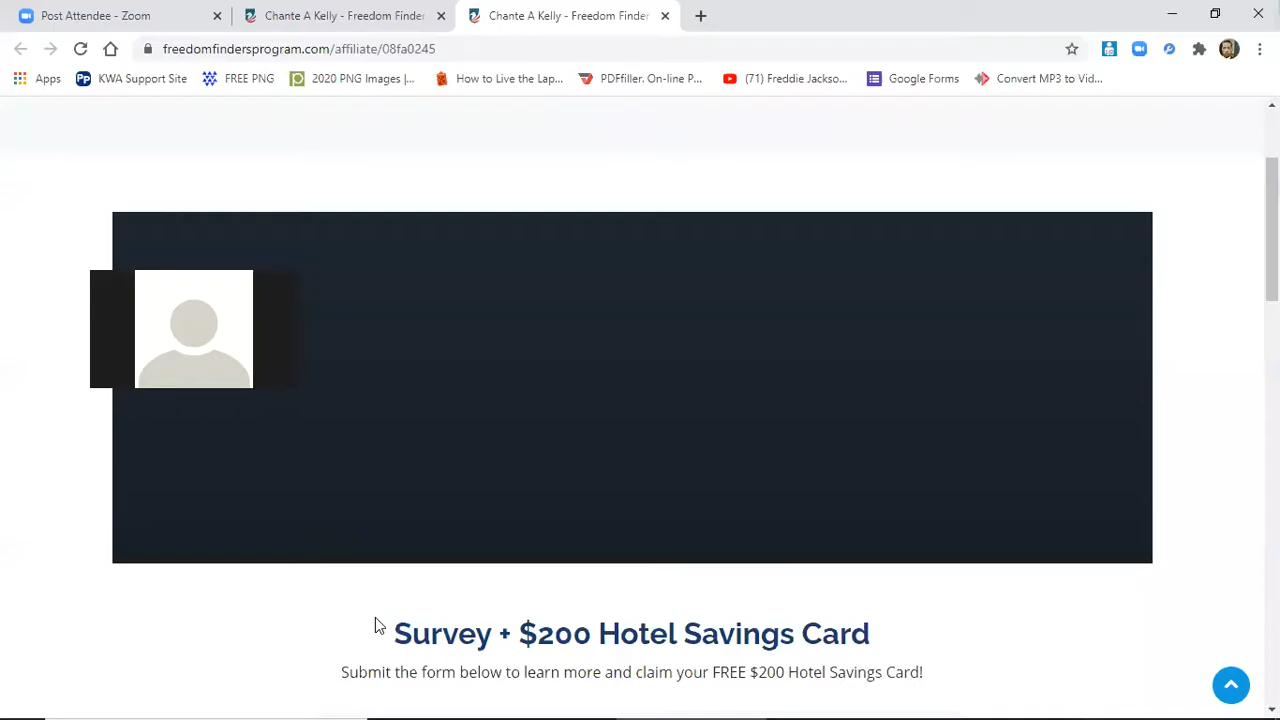 Post Attendee - Zoom
Chante A Kelly - Freedom Finder
Chante A Kelly - Freedom Finder
freedomfindersprogram.com/affiliate/08fa0245
Apps
KWA Support Site
FREE PNG
2020 PNG Images |...
How to Live the Lap...
PDFfiller. On-line P...
(71) Freddie Jackso...
Google Forms
Convert MP3 to Vid...
Survey + $200 Hotel Savings Card
Submit the form below to learn more and claim your FREE $200 Hotel Savings Card!